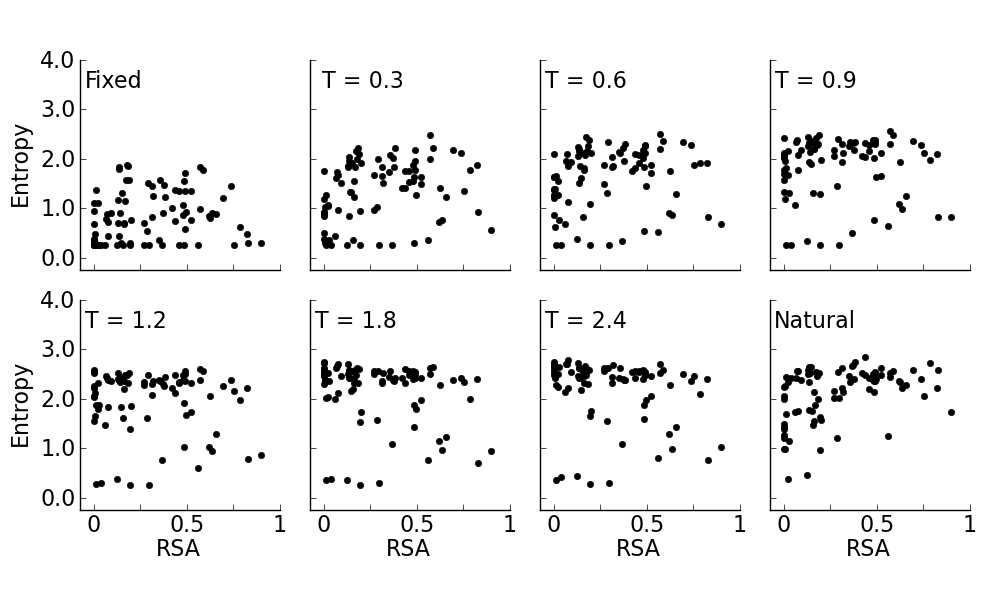 4.0
Fixed
T = 0.3
T = 0.6
T = 0.9
3.0
2.0
1.0
0.0
Entropy
4.0
T = 1.2
T = 1.8
T = 2.4
Natural
3.0
2.0
1.0
0.0
Entropy
0 0.5 1 0 0.5 1 0 0.5 1 0 0.5 1
RSA RSA RSA RSA